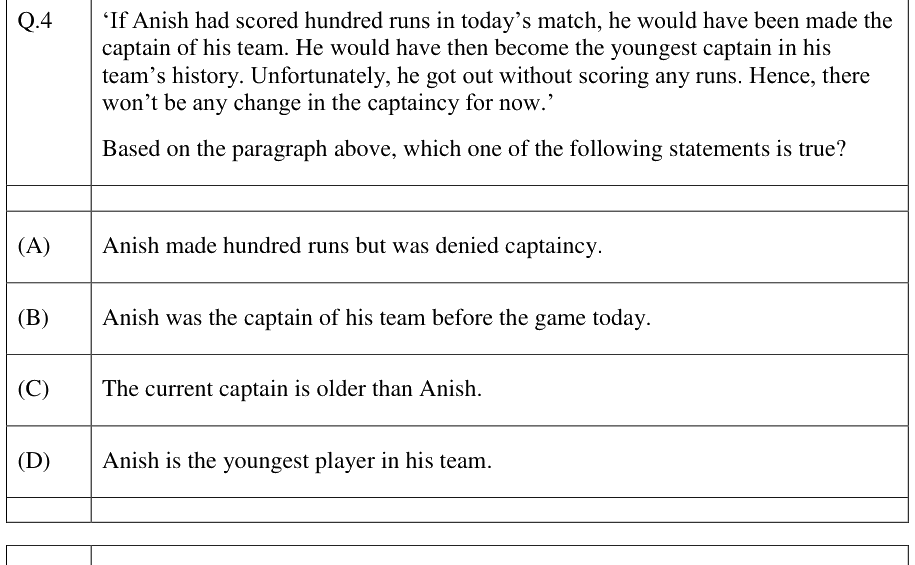 Q.4 ‘If Anish had scored hundred runs in today’s match, he would have been made the
captain of his team. He would have then become the youngest captain in his
team’s history. Unfortunately, he got out without scoring any runs. Hence, there
won’t be any change in the captaincy for now.’
Based on the paragraph above, which one of the following statements is true?
(A) Anish made hundred runs but was denied captaincy.
(B) Anish was the captain of his team before the game today.
(C) The current captain is older than Anish.
(D) Anish is the youngest player in his team.